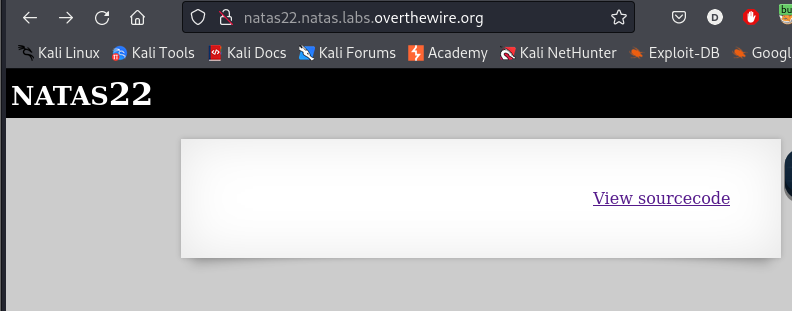 bu
natas22.natas.labs.overthewire.org
D
Kali Linux Kali Tools Kali Docs Kali Forums Academy Kali NetHunter Exploit-DB Googl
NATAS22
View sourcecode